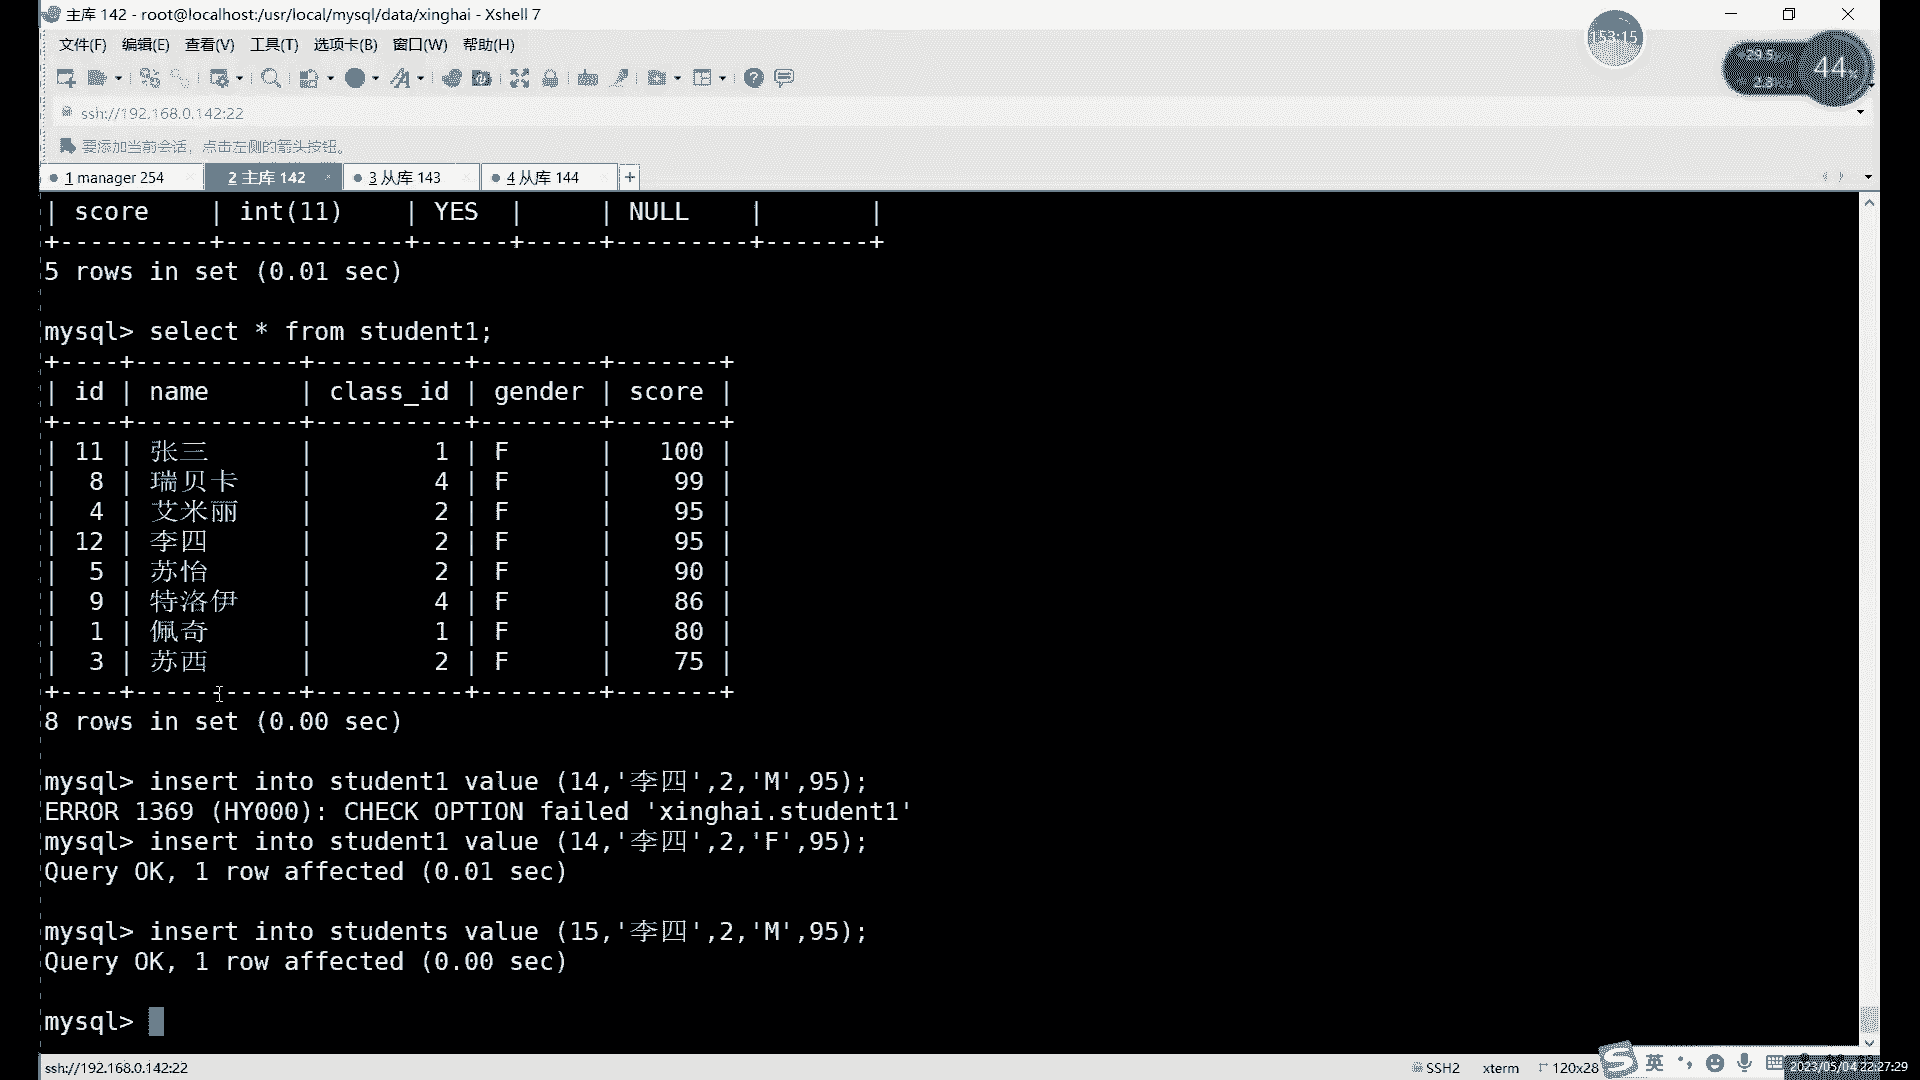 主库 142 - root@localhost:/usr/local/mysql/data/xinghai - Xshell 7
153:15
文件(F) 编辑(E) 查看(V) 工具(T) 选项卡(B) 窗口(W) 帮助(H)
29.5
44%
2.3
ssh://192.168.0.142:22
要添加当前会话，点击左侧的箭头按钮。
1 manager 254 2 主库 142 × 3 从库 143 4 从库 144 +
| score    | int(11)    | YES  |     | NULL    |       |
+----------+------------+------+-----+---------+-------+
5 rows in set (0.01 sec)
mysql> select * from student1;
+----+-----------+----------+--------+-------+
| id | name      | class_id | gender | score |
+----+-----------+----------+--------+-------+
| 11 | 张三      |        1 | F      |   100 |
|  8 | 瑞贝卡    |        4 | F      |    99 |
|  4 | 艾米丽    |        2 | F      |    95 |
| 12 | 李四      |        2 | F      |    95 |
|  5 | 苏怡      |        2 | F      |    90 |
|  9 | 特洛伊    |        4 | F      |    86 |
|  1 | 佩奇      |        1 | F      |    80 |
|  3 | 苏西      |        2 | F      |    75 |
+----+-----------+----------+--------+-------+
8 rows in set (0.00 sec)
mysql> insert into student1 value (14,'李四',2,'M',95);
ERROR 1369 (HY000): CHECK OPTION failed 'xinghai.student1'
mysql> insert into student1 value (14,'李四',2,'F',95);
Query OK, 1 row affected (0.01 sec)
mysql> insert into students value (15,'李四',2,'M',95);
Query OK, 1 row affected (0.00 sec)
mysql>
ssh://192.168.0.142:22 SSH2 xterm 120x28 英 2023/05/04 22:27:29